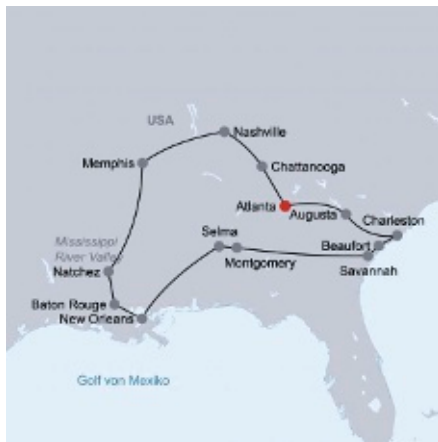 USA
Nashville
Memphis
Chattanooga
Atlanta
Augusta
Charleston
Selma
Beaufort
Mississippi
River Valley
Montgomery
Savannah
Natchez
Baton Rouge
New Orleans
Golf von Mexiko